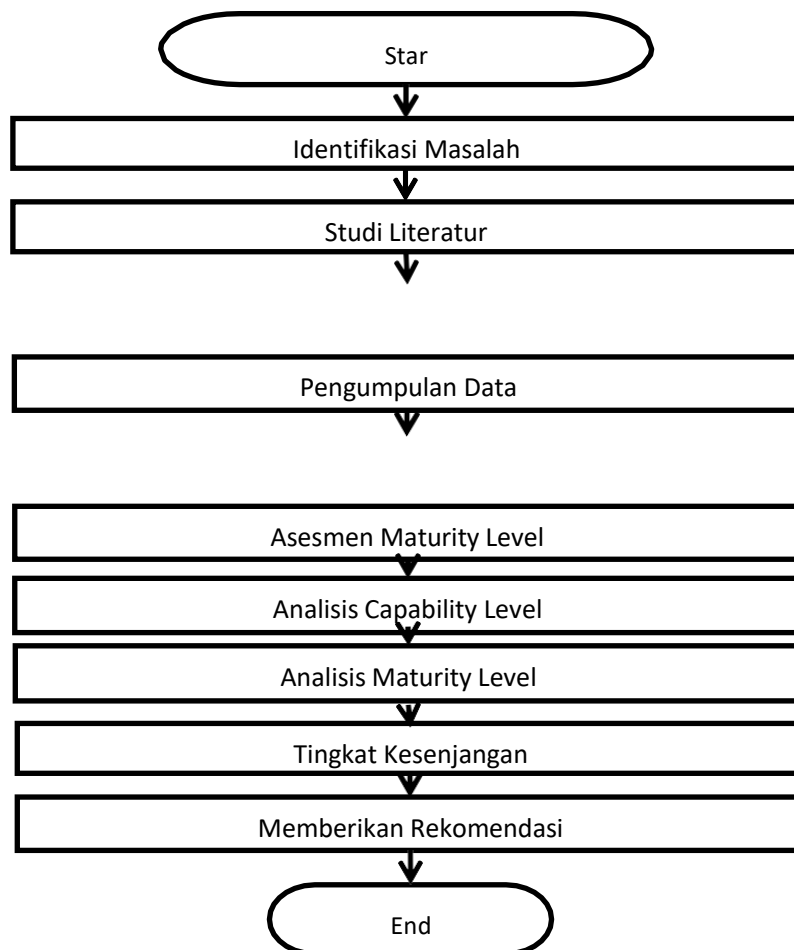 Star
Identifikasi Masalah
Studi Literatur
Pengumpulan Data
Asesmen Maturity Level
Analisis Capability Level
Analisis Maturity Level
Tingkat Kesenjangan
Memberikan Rekomendasi
End